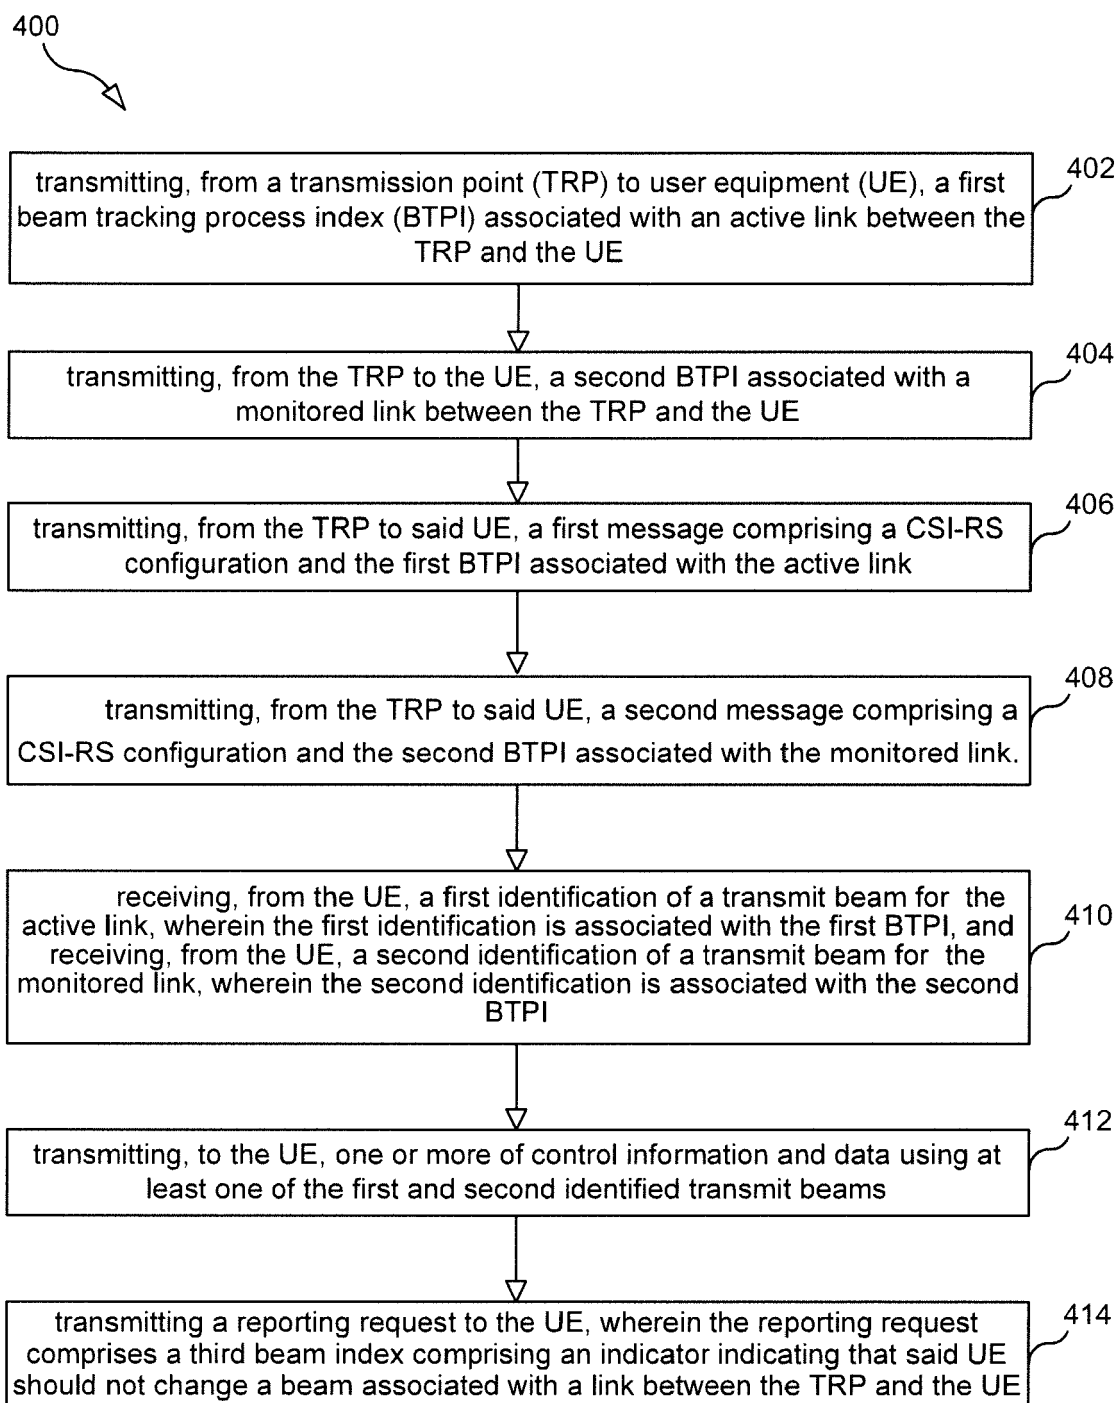 400
402
transmitting, from a transmission point (TRP) to user equipment (UE), a first
beam tracking process index (BTPI) associated with an active link between the
TRP and the UE
404
transmitting, from the TRP to the UE, a second BTPI associated with a
monitored link between the TRP and the UE
406
transmitting, from the TRP to said UE, a first message comprising a CSI-RS
configuration and the first BTPI associated with the active link
408
transmitting, from the TRP to said UE, a second message comprising a
CSI-RS configuration and the second BTPI associated with the monitored link.
410
receiving, from the UE, a first identification of a transmit beam for the
active link, wherein the first identification is associated with the first BTPI, and
receiving, from the UE, a second identification of a transmit beam for the
monitored link, wherein the second identification is associated with the second
BTPI
412
transmitting, to the UE, one or more of control information and data using at
least one of the first and second identified transmit beams
414
transmitting a reporting request to the UE, wherein the reporting request
comprises a third beam index comprising an indicator indicating that said UE
should not change a beam associated with a link between the TRP and the UE